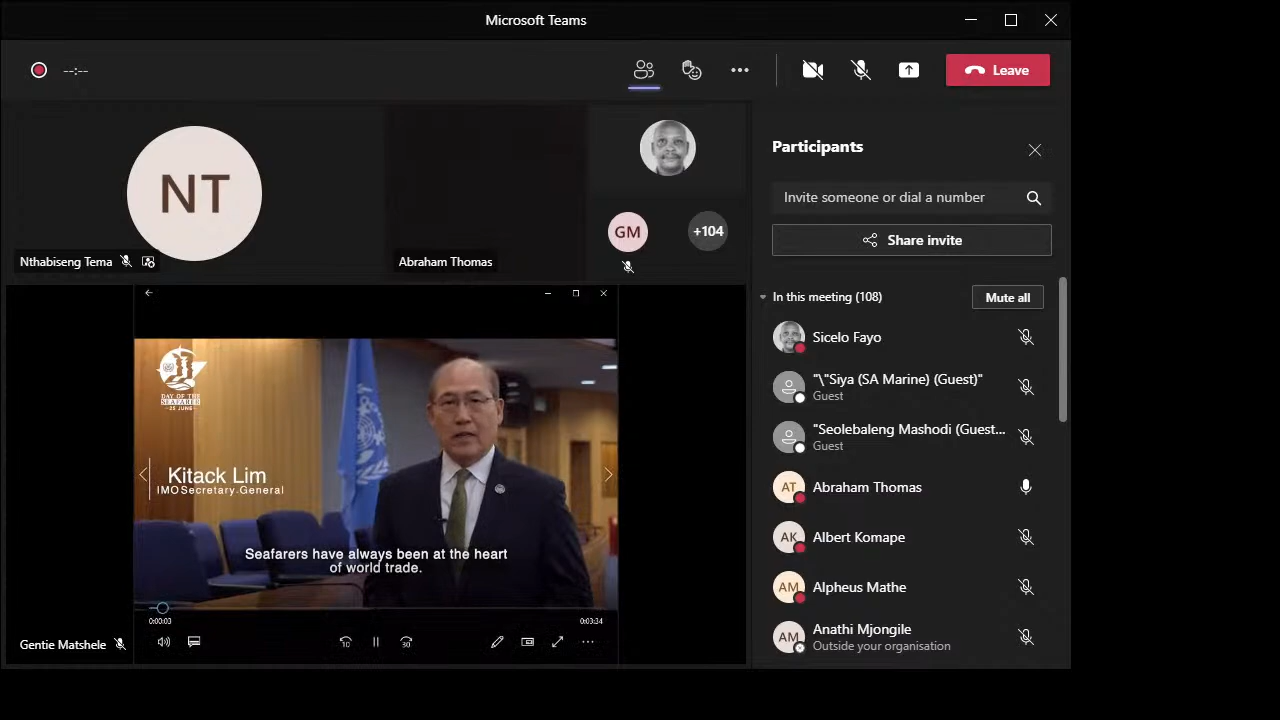 Microsoft Teams
--:--
Leave
NT
Nthabiseng Tema
Abraham Thomas
GM
+104
Participants
Invite someone or dial a number
Share invite
In this meeting (108)
Mute all
Sicelo Fayo
"\"Siya (SA Marine) (Guest)"
Guest
"Seolebaleng Mashodi (Guest...
Guest
AT
Abraham Thomas
AK
Albert Komape
AM
Alpheus Mathe
AM
Anathi Mjongile
Outside your organisation
DAY OF THE
SEAFARER
25 JUNE
Kitack Lim
IMO Secretary-General
Seafarers have always been at the heart
of world trade.
0:00:03
0:03:34
10
30
Gentie Matshele